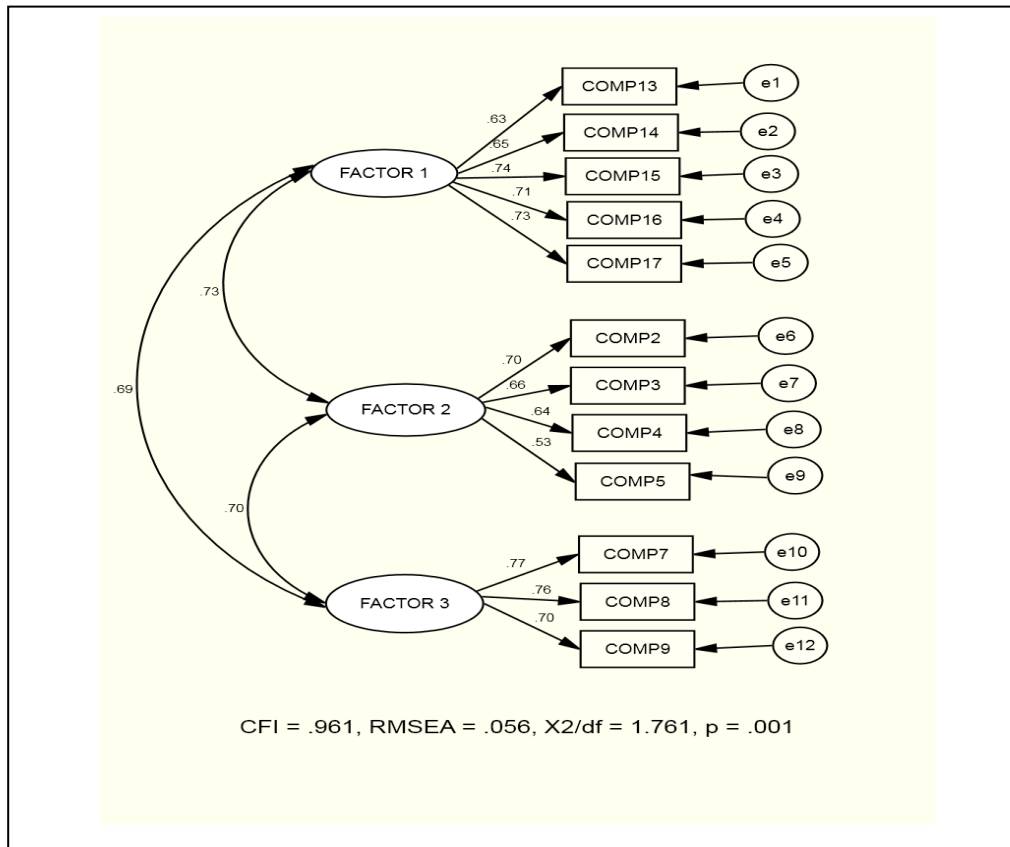 COMP13
e1
.63
COMP14
e2
.65
FACTOR 1
.74
COMP15
e3
.71
COMP16
e4
.73
COMP17
e5
.73
COMP2
e6
.70
COMP3
e7
.66
.69
FACTOR 2
.64
COMP4
e8
.53
COMP5
e9
.70
COMP7
e10
.77
FACTOR 3
.76
COMP8
e11
.70
COMP9
e12
CFI = .961, RMSEA = .056, X2/df = 1.761, p = .001